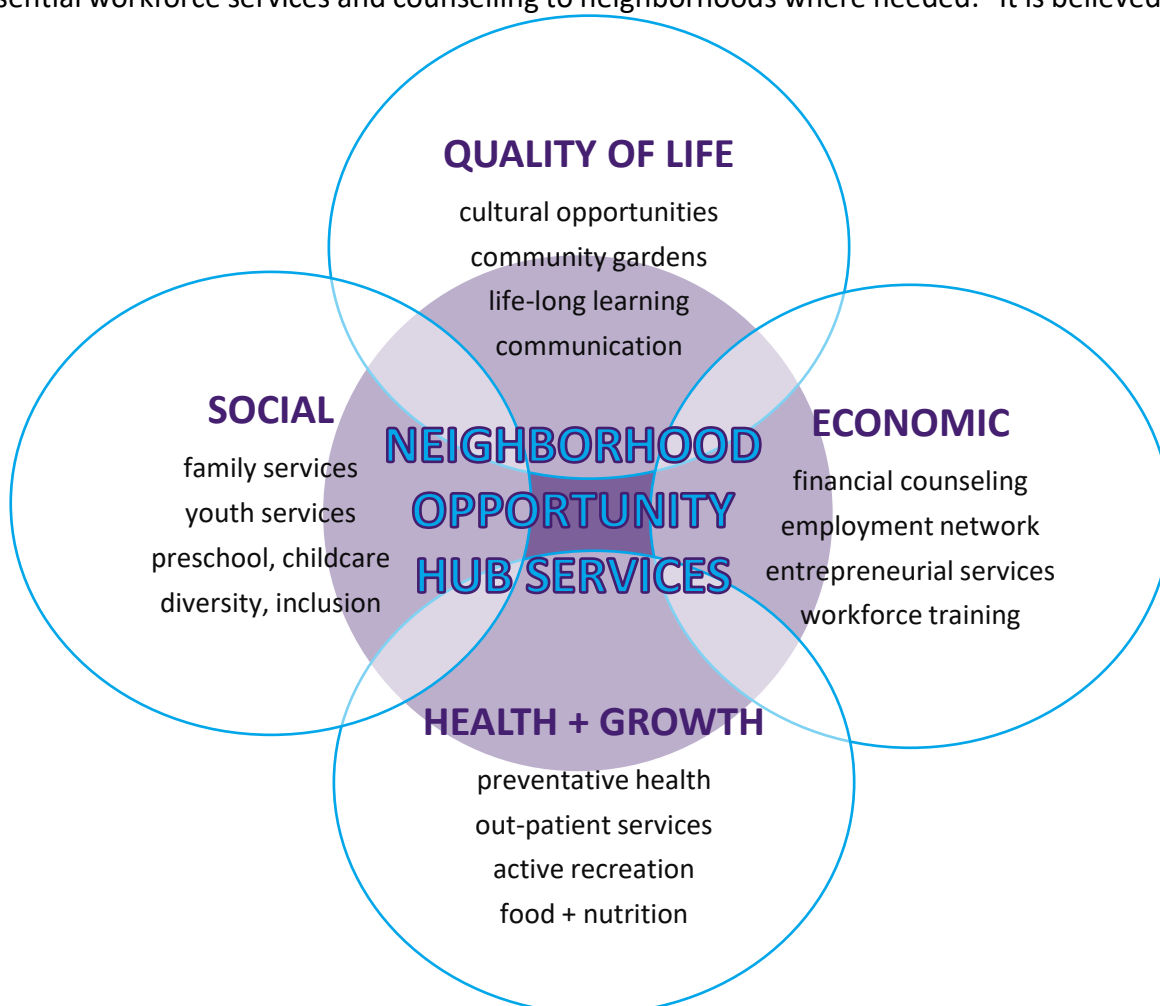 sential workforce services and counselling to neighborhoods where needed. It is believed
QUALITY OF LIFE
cultural opportunities
community gardens
life-long learning
communication
SOCIAL
family services
youth services
preschool, childcare
diversity, inclusion
NEIGHBORHOOD
OPPORTUNITY
HUB SERVICES
ECONOMIC
financial counseling
employment network
entrepreneurial services
workforce training
HEALTH + GROWTH
preventative health
out-patient services
active recreation
food + nutrition